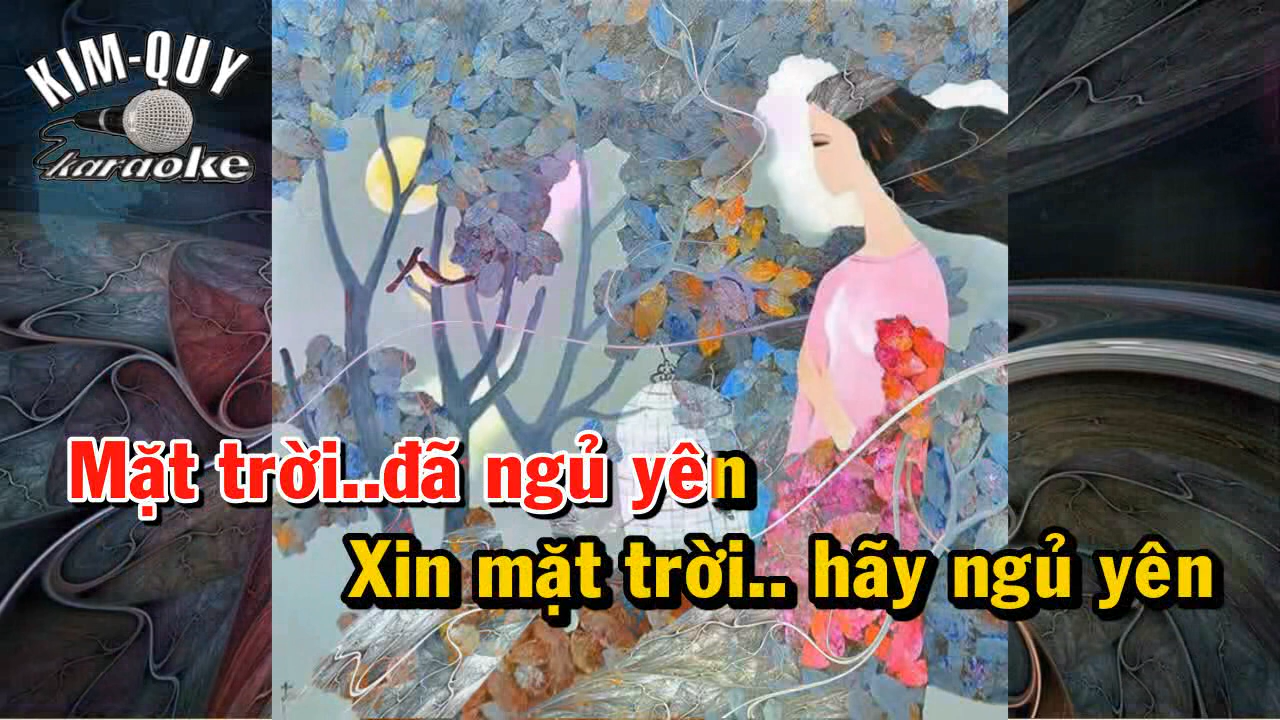 KIM-QUY
karaoke
Mặt trời..đã ngủ yên
Xin mặt trời.. hãy ngủ yên